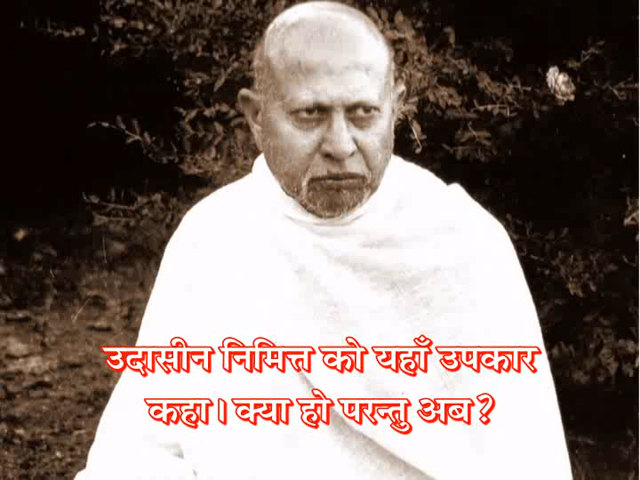 उदासीन निमित्त को यहाँ उपकार
कहा। क्या हो परन्तु अब?